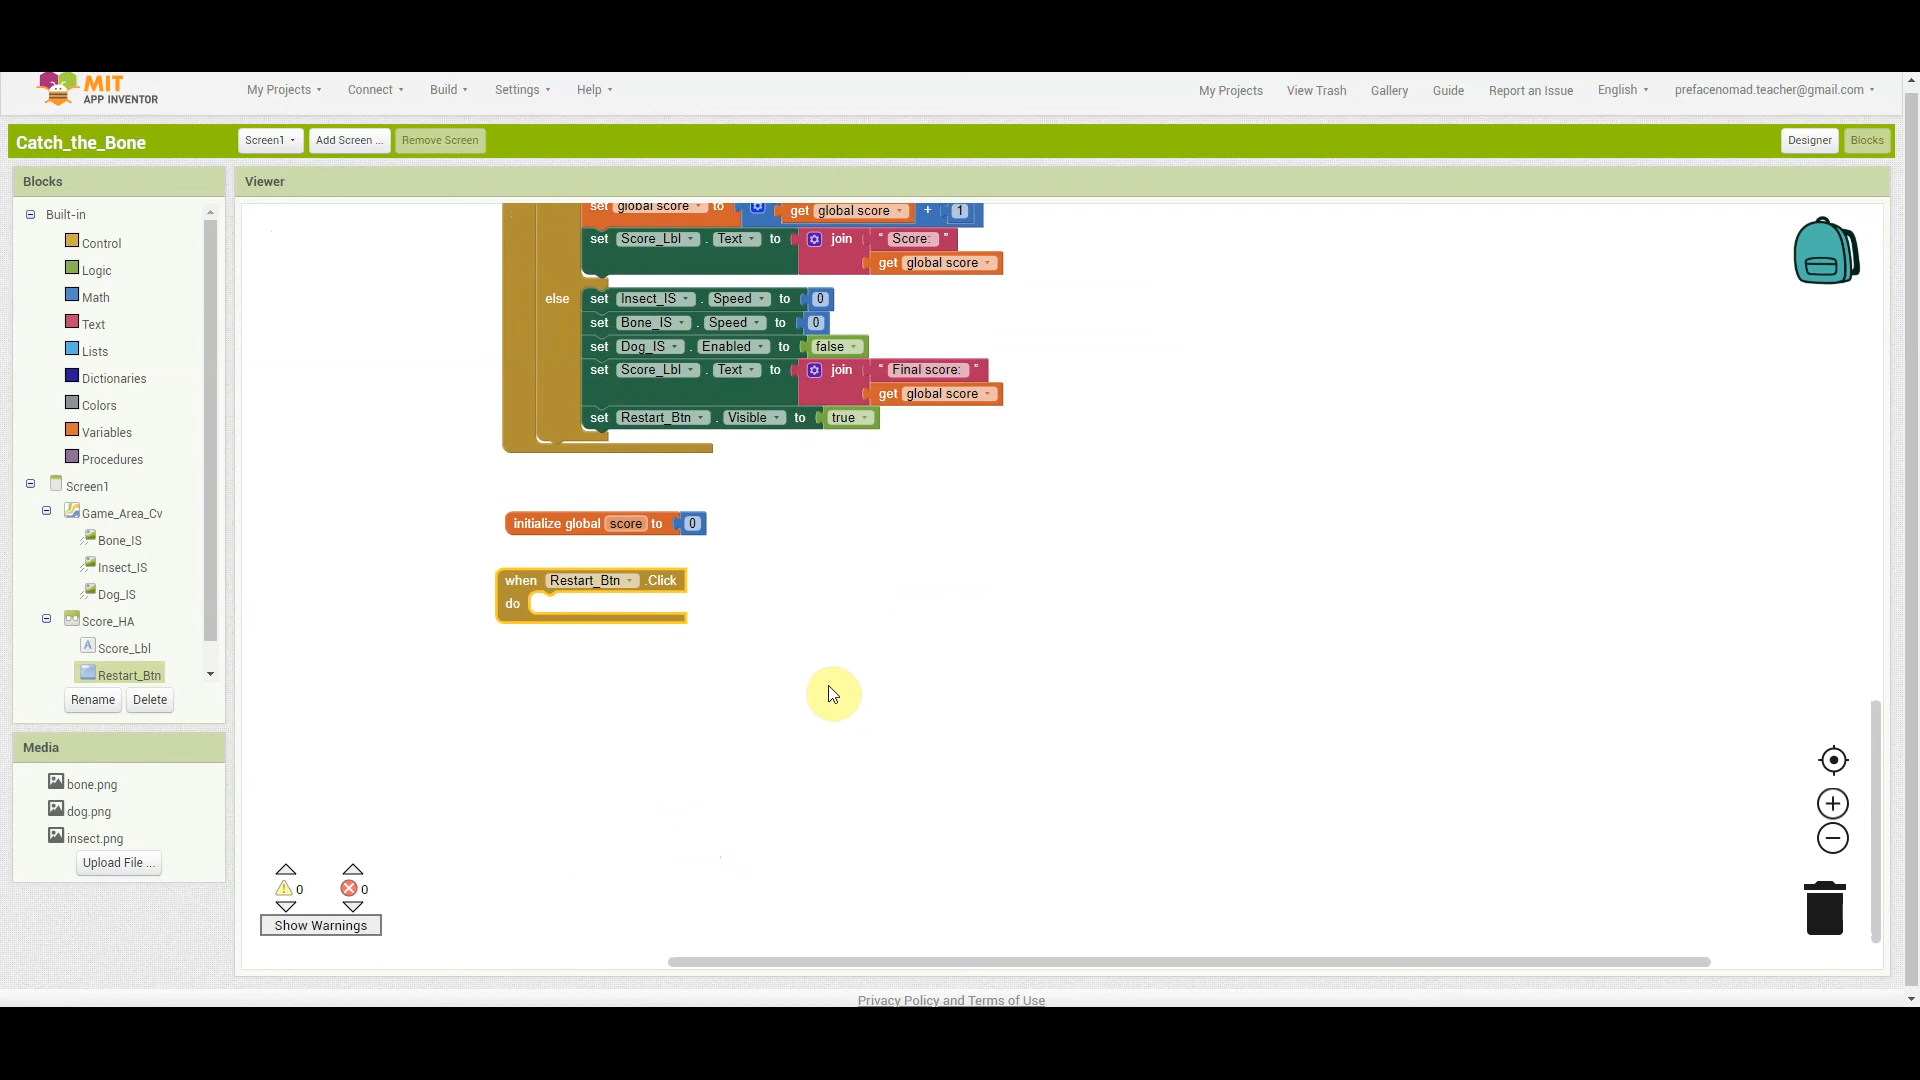 MIT
APP INVENTOR
My Projects Connect Build Settings Help
My Projects View Trash Gallery Guide Report an Issue English prefacenomad.teacher@gmail.com
Catch_the_Bone
Screen1 Add Screen ... Remove Screen
Designer Blocks
Blocks
Viewer
Built-in
Control
Logic
Math
Text
Lists
Dictionaries
Colors
Variables
Procedures
Screen1
Game_Area_Cv
Bone_IS
Insect_IS
Dog_IS
Score_HA
Score_Lbl
Restart_Btn
Rename Delete
Media
bone.png
dog.png
insect.png
Upload File ...
set global score to get global score + 1
set Score_Lbl . Text to join " Score: "
get global score
else set Insect_IS . Speed to 0
set Bone_IS . Speed to 0
set Dog_IS . Enabled to false
set Score_Lbl . Text to join " Final score: "
get global score
set Restart_Btn . Visible to true
initialize global score to 0
when Restart_Btn .Click
do
0 0
Show Warnings
Privacy Policy and Terms of Use